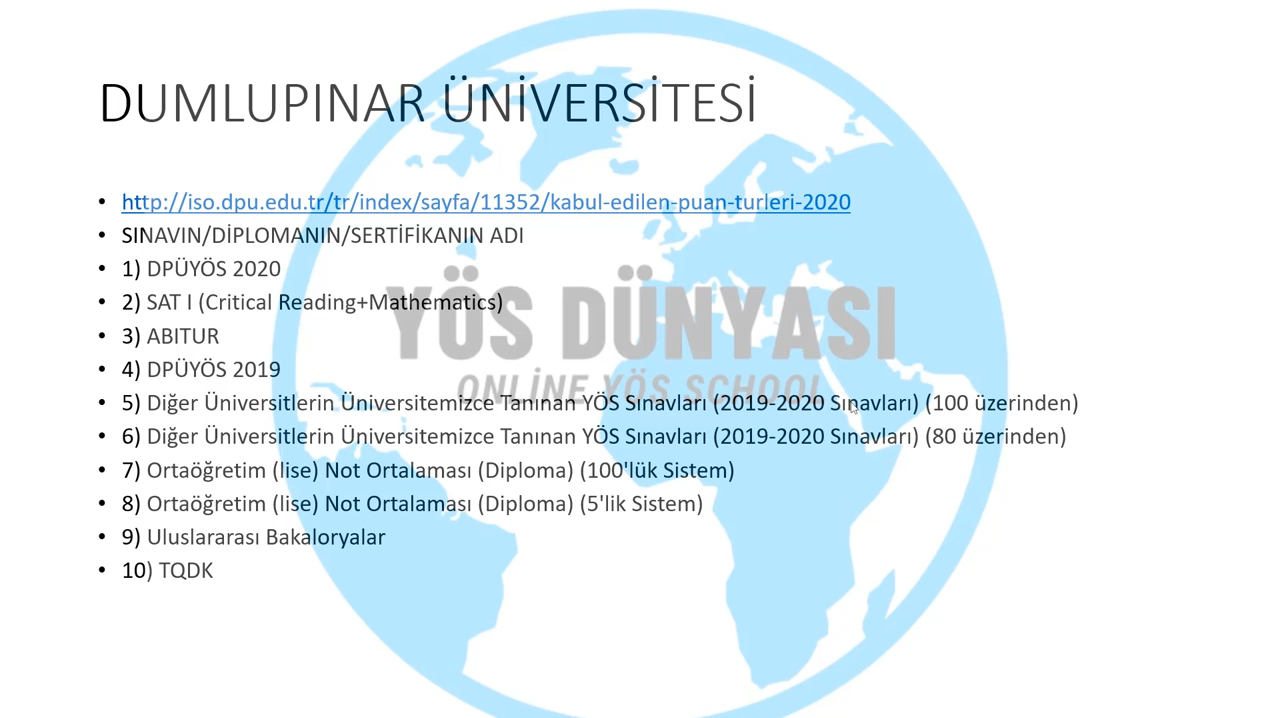 DUMLUPINAR ÜNİVERSİTESİ
• http://iso.dpu.edu.tr/tr/index/sayfa/11352/kabul-edilen-puan-turleri-2020
• SINAVIN/DİPLOMANIN/SERTİFİKANIN ADI
• 1) DPÜYÖS 2020
• 2) SAT I (Critical Reading+Mathematics)
YÖS DÜNYASI
• 3) ABITUR
• 4) DPÜYÖS 2019
ONLİNE YÖS SCHOOL
• 5) Diğer Üniversitlerin Üniversitemizce Tanınan YÖS Sınavları (2019-2020 Sınavları) (100 üzerinden)
• 6) Diğer Üniversitlerin Üniversitemizce Tanınan YÖS Sınavları (2019-2020 Sınavları) (80 üzerinden)
• 7) Ortaöğretim (lise) Not Ortalaması (Diploma) (100'lük Sistem)
• 8) Ortaöğretim (lise) Not Ortalaması (Diploma) (5'lik Sistem)
• 9) Uluslararası Bakaloryalar
• 10) TQDK